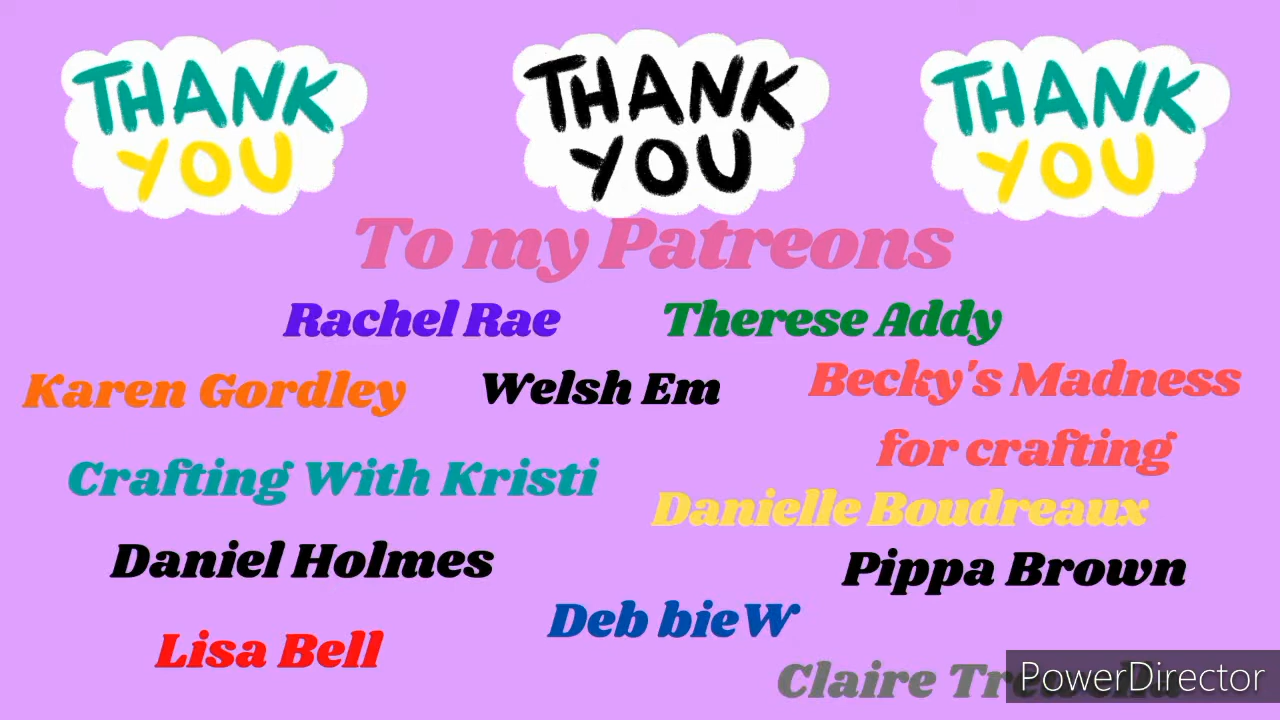 THANK YOU
THANK YOU
THANK YOU
To my Patreons
Rachel Rae
Therese Addy
Karen Gordley
Welsh Em
Becky's Madness
for crafting
Crafting With Kristi
Danielle Boudreaux
Daniel Holmes
Pippa Brown
Deb bieW
Lisa Bell
Claire
PowerDirector